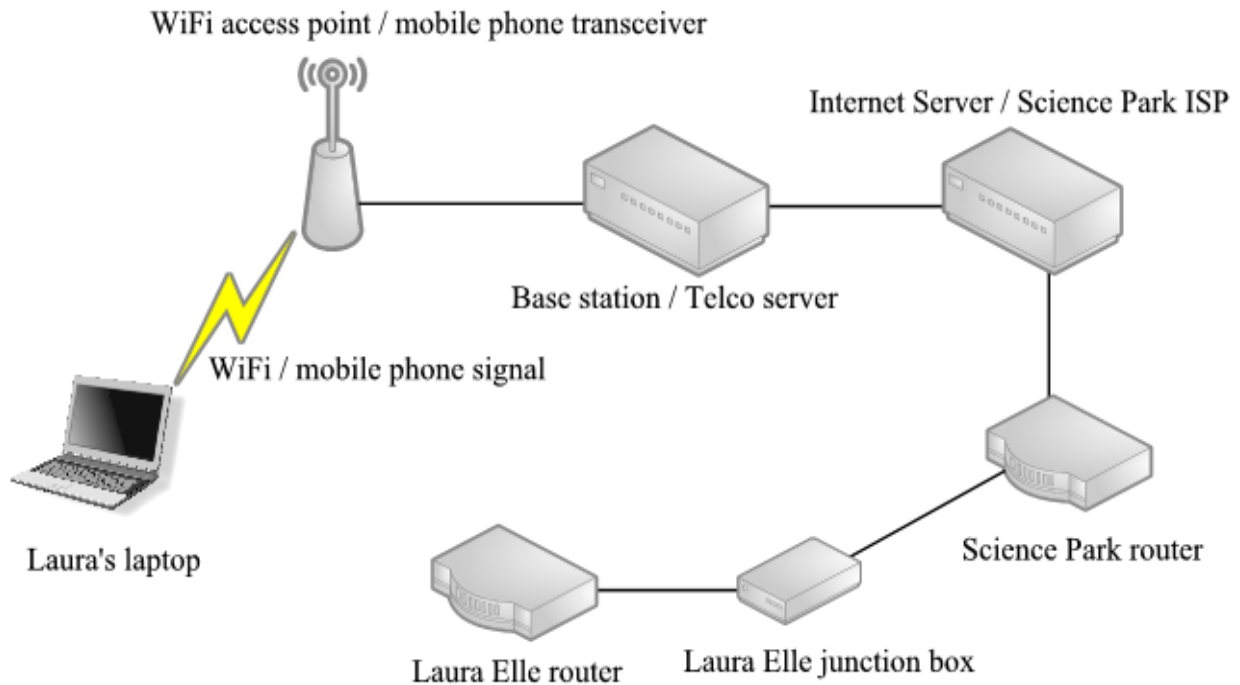 WiFi access point / mobile phone transceiver
Internet Server / Science Park ISP
Base station / Telco server
WiFi / mobile phone signal
Laura's laptop
Science Park router
Laura Elle router
Laura Elle junction box